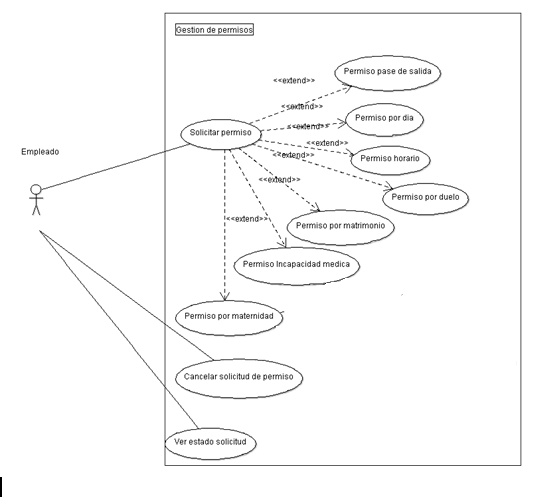 Gestion de permisos
Permiso pase de salida
<<extend>>
<<extend>>
Permiso por dia
<<extend>>
Solicitar permiso
<<extend>>
Empleado
<<extend>>
Permiso horario
<<extend>>
Permiso por duelo
<<extend>>
Permiso por matrimonio
Permiso Incapacidad medica
Permiso por maternidad
Cancelar solicitud de permiso
Ver estado solicitud